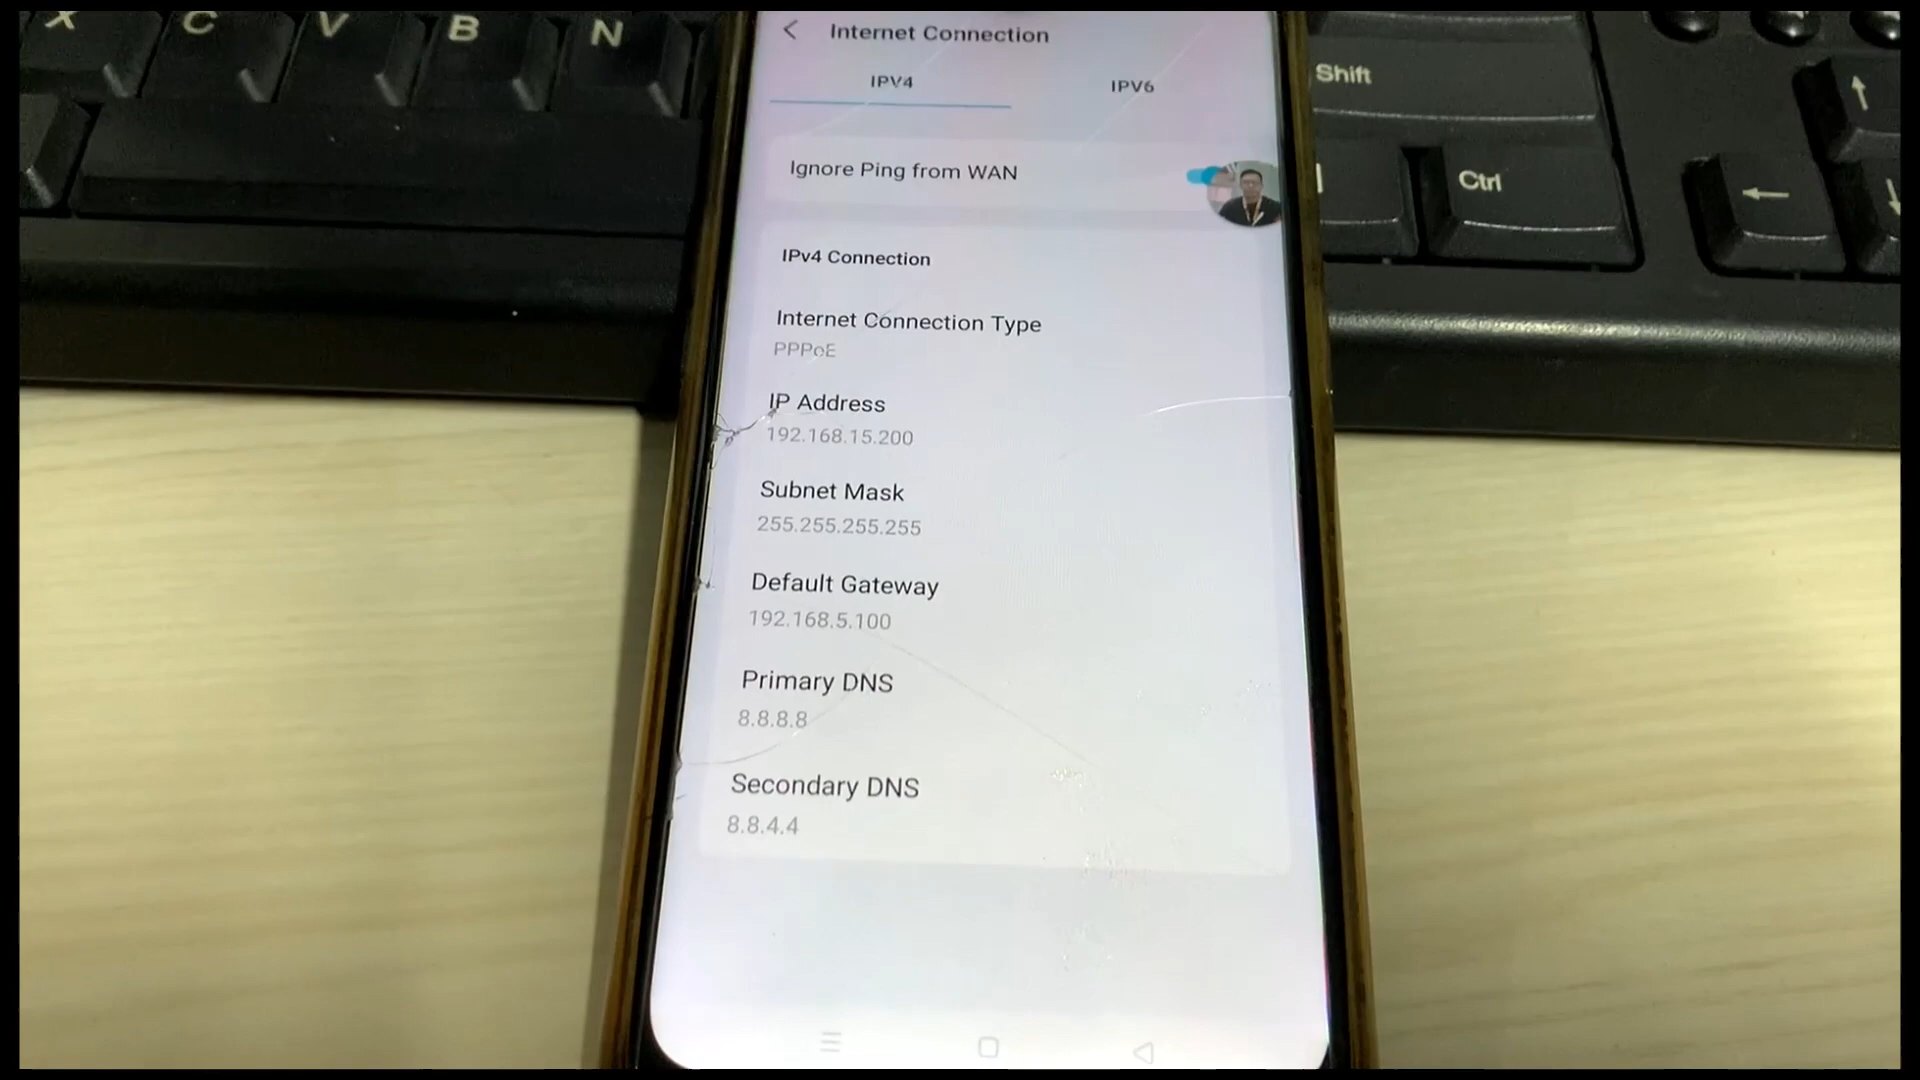 X C V B N
Shift
Ctrl
Internet Connection
IPV4 IPV6
Ignore Ping from WAN
IPv4 Connection
Internet Connection Type
PPPoE
IP Address
192.168.15.200
Subnet Mask
255.255.255.255
Default Gateway
192.168.5.100
Primary DNS
8.8.8.8
Secondary DNS
8.8.4.4